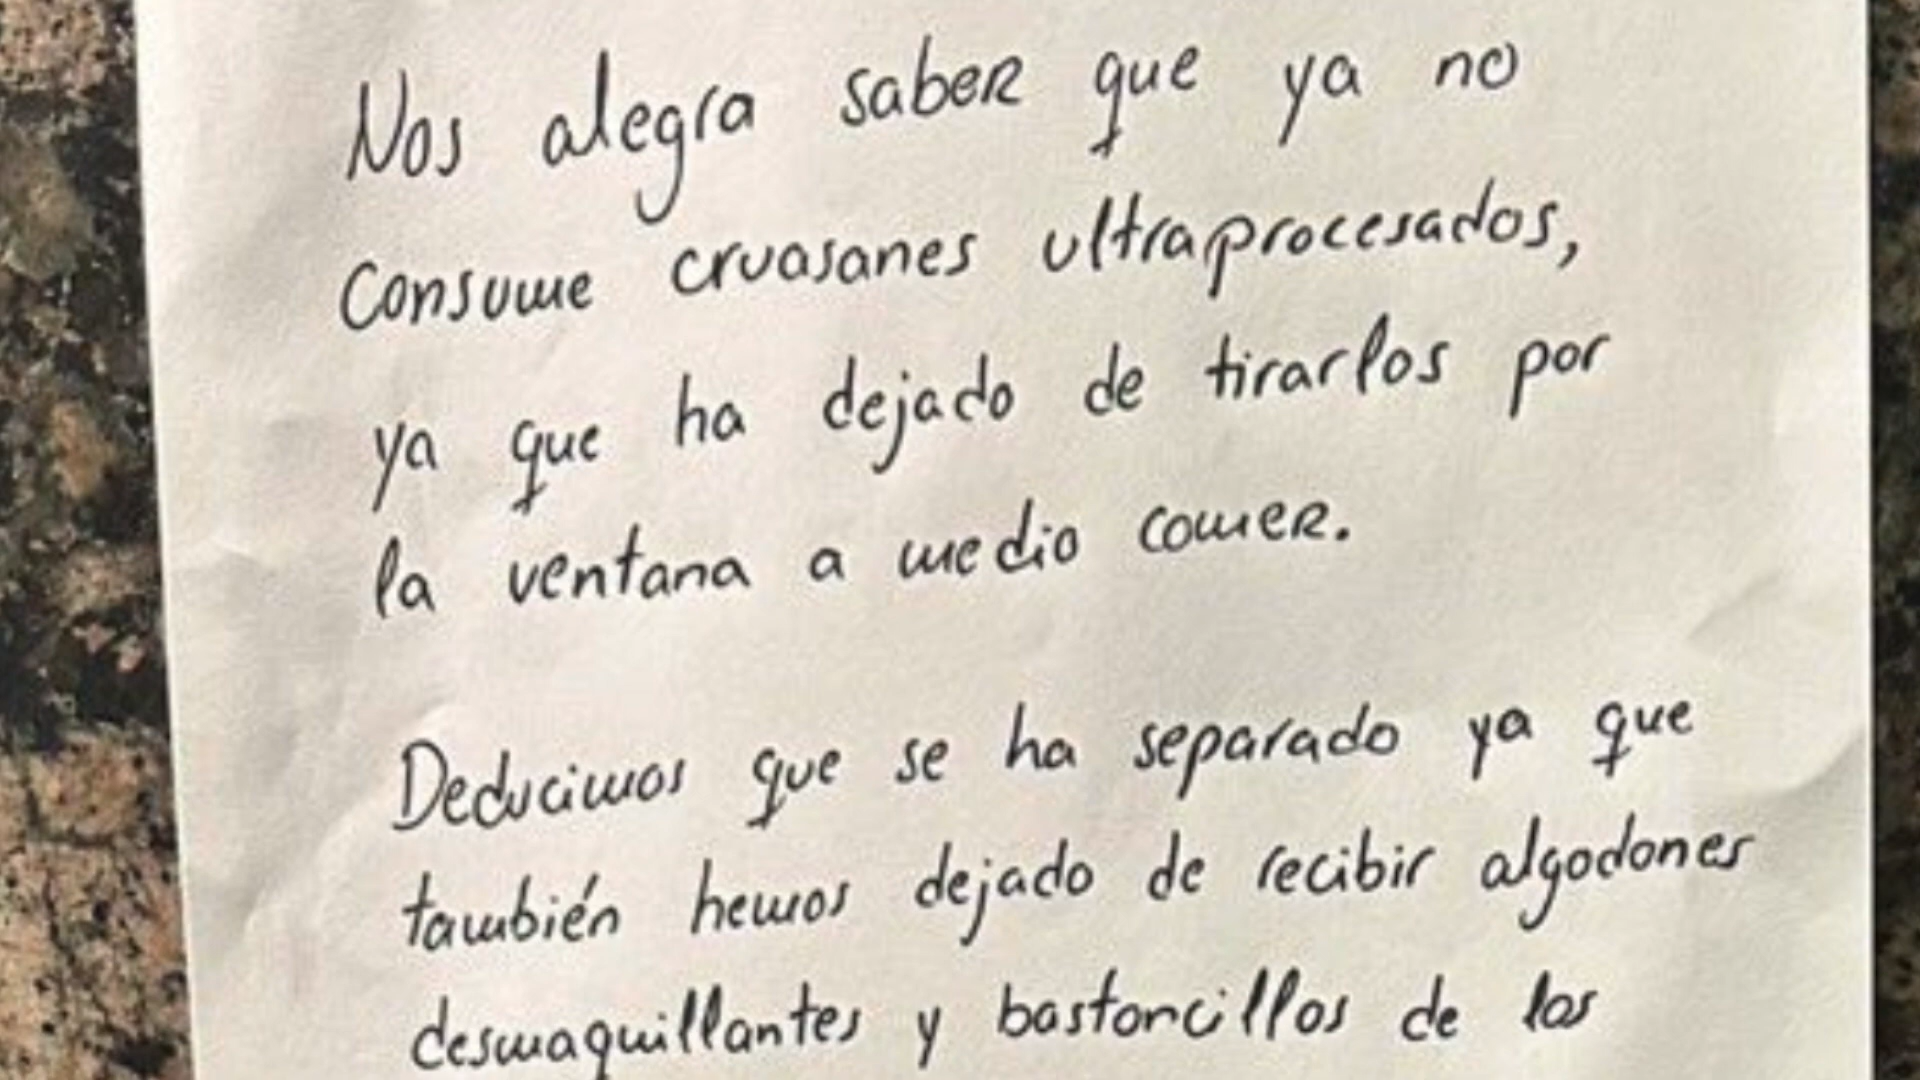 Nos alegra saber que ya no
consume cruasanes ultraprocesados,
ya que ha dejado de tirarlos por
la ventana a medio comer.
Deducimos que se ha separado ya que
también hemos dejado de recibir algodones
desmaquillantes y bastoncillos de los